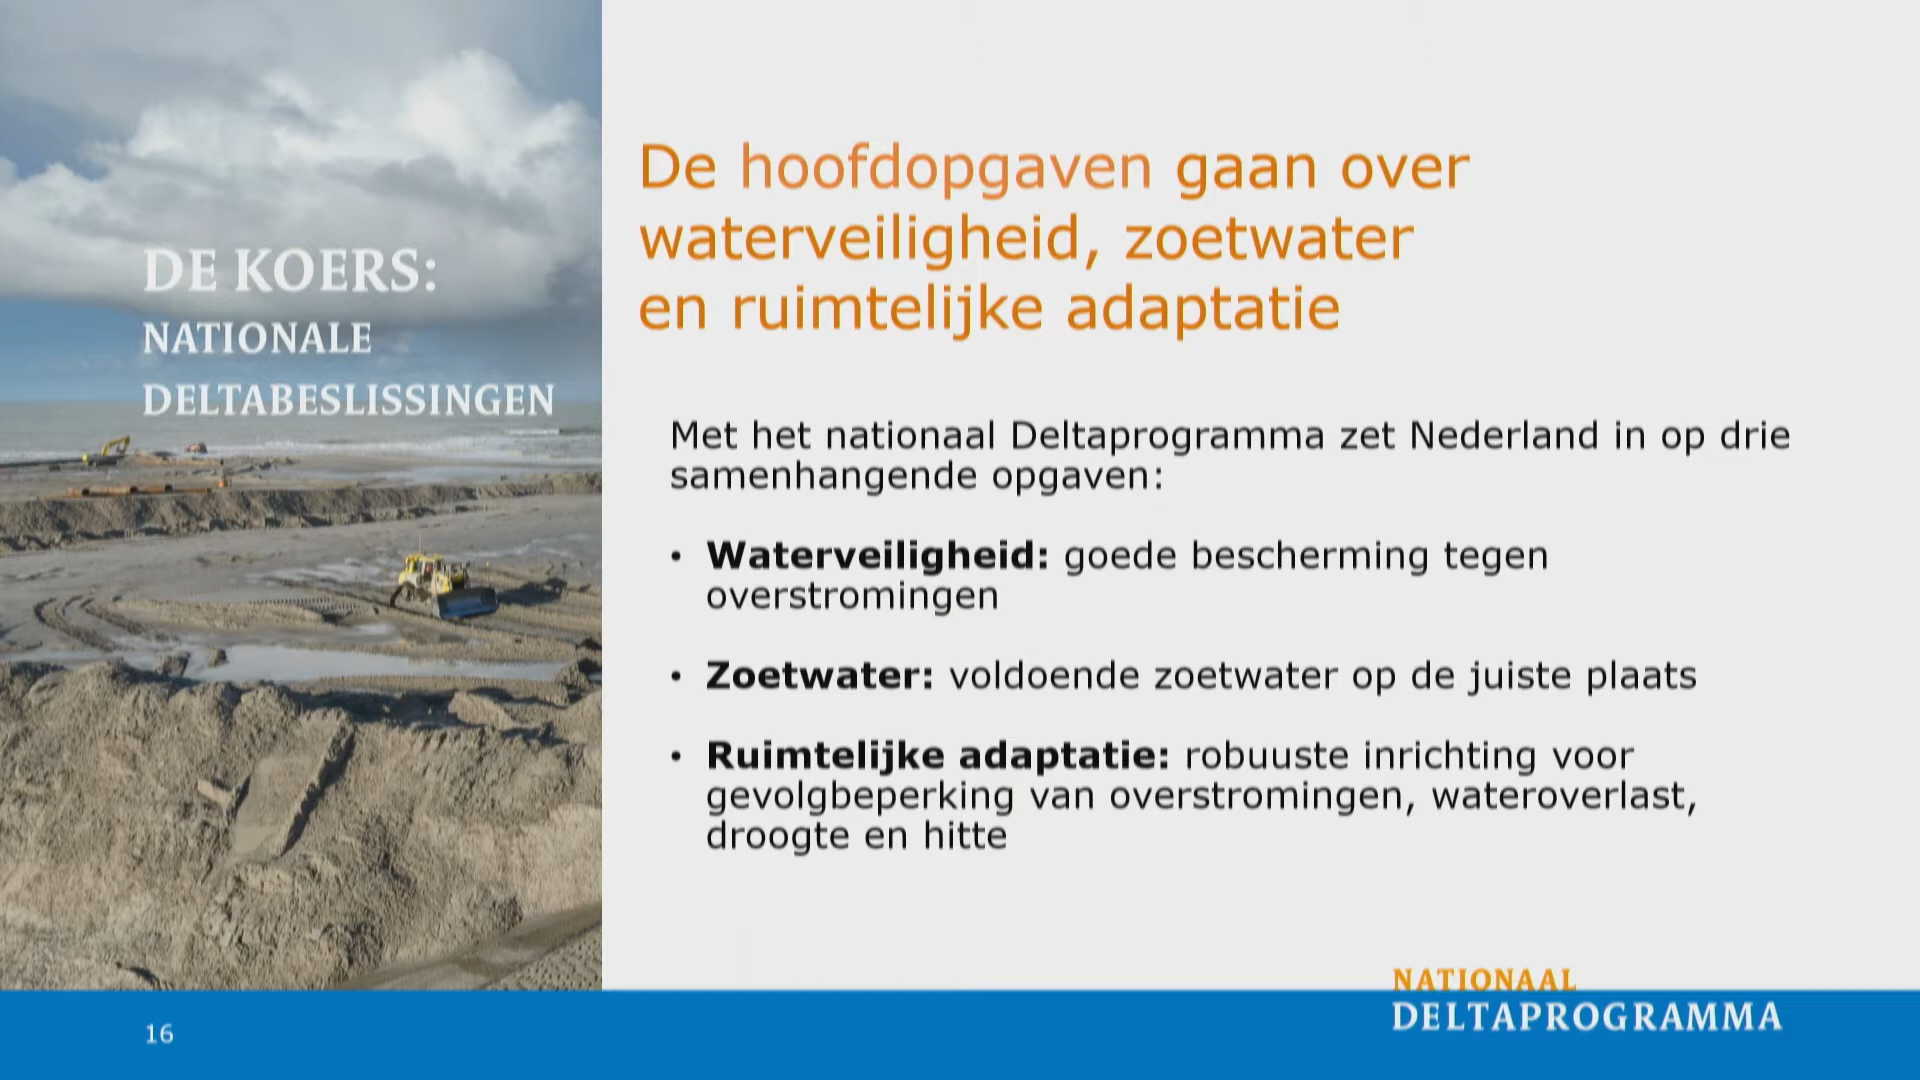 DE KOERS:
NATIONALE
DELTABESLISSINGEN
De hoofdopgaven gaan over
waterveiligheid, zoetwater
en ruimtelijke adaptatie
Met het nationaal Deltaprogramma zet Nederland in op drie
samenhangende opgaven:
• Waterveiligheid: goede bescherming tegen
overstromingen
• Zoetwater: voldoende zoetwater op de juiste plaats
• Ruimtelijke adaptatie: robuuste inrichting voor
gevolgbeperking van overstromingen, wateroverlast,
droogte en hitte
NATIONAAL
DELTAPROGRAMMA
16